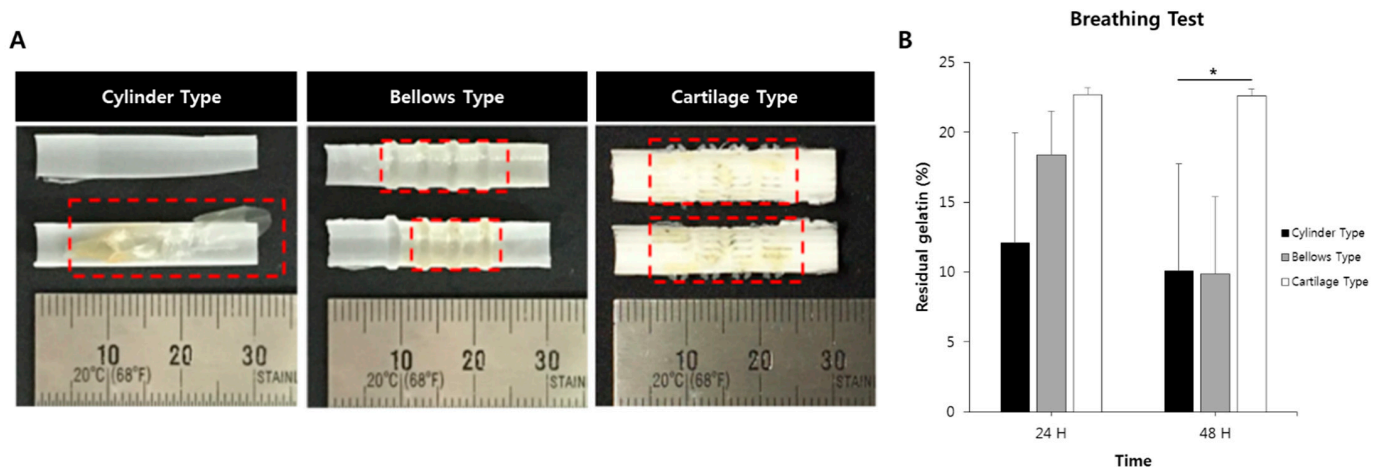 A
Cylinder Type
Bellows Type
Cartilage Type
10 20 30
20°C (68°F) STAINL
10 20 30
20°C (68°F) STAIN
10 20 30
20°C (68°F) STAINL
B
Breathing Test
Residual gelatin (%)
25
20
15
10
5
0
*
24 H
48 H
Time
Cylinder Type
Bellows Type
Cartilage Type